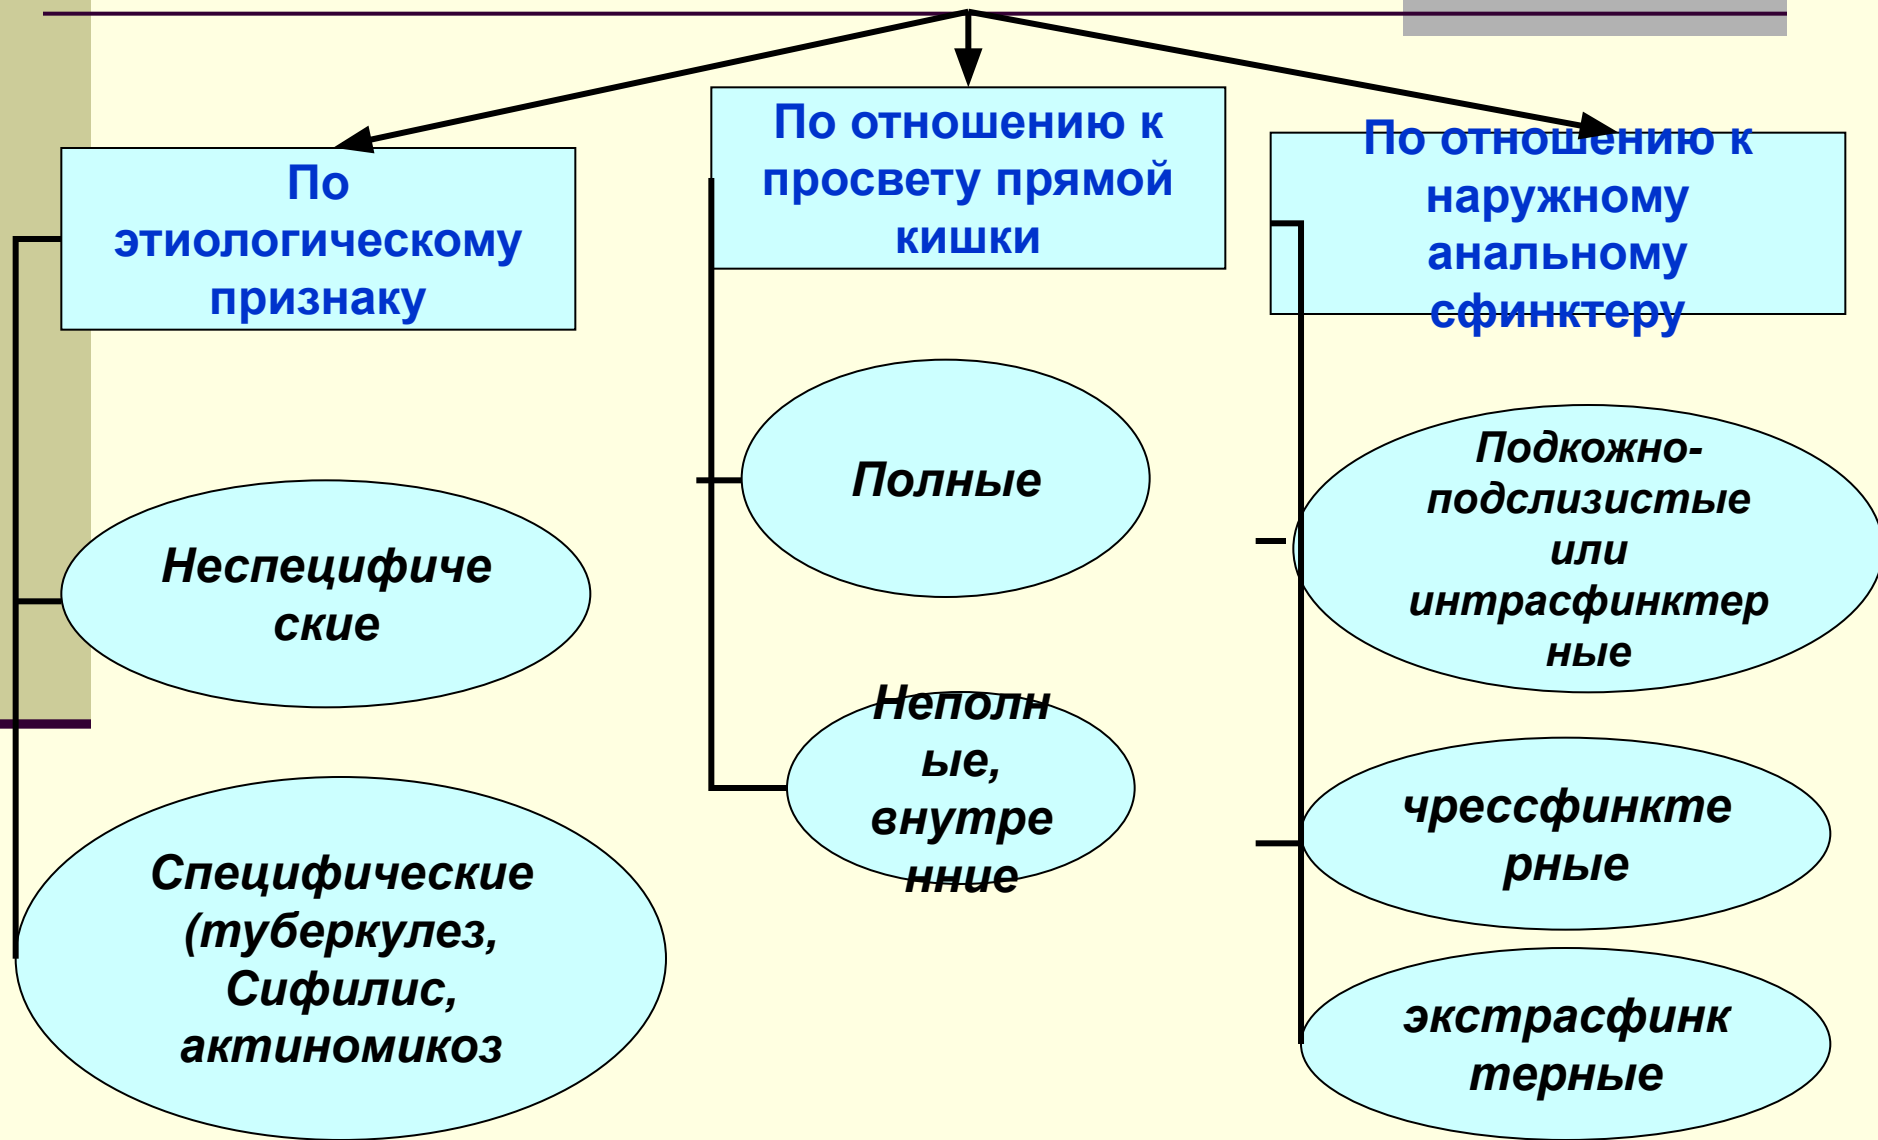 По
этиологическому
признаку
Неспецифиче
ские
Специфические
(туберкулез,
Сифилис,
актиномикоз
По отношению к
просвету прямой
кишки
Полные
Неполн
ые,
внутре
нние
По отношению к
наружному
анальному
сфинктеру
Подкожно-
подслизистые
или
интрасфинктер
ные
чрессфинкте
рные
экстрасфинк
терные